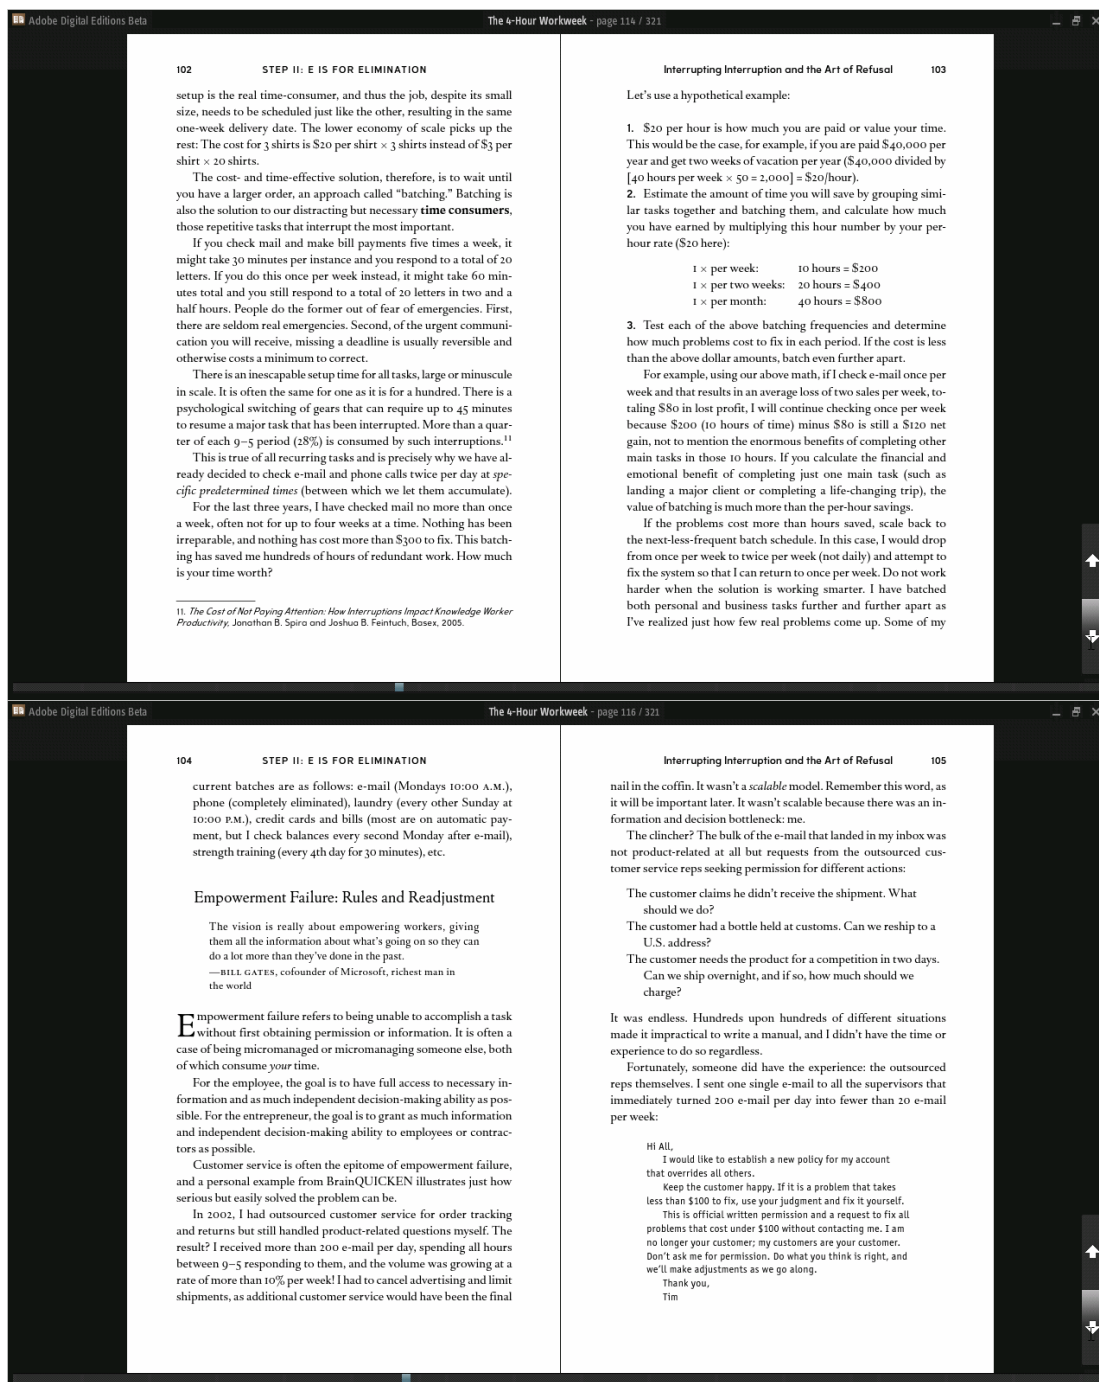 Adobe Digital Editions Beta
The 4-Hour Workweek - page 114 / 321
102 STEP II: E IS FOR ELIMINATION
setup is the real time-consumer, and thus the job, despite its small
size, needs to be scheduled just like the other, resulting in the same
one-week delivery date. The lower economy of scale picks up the
rest: The cost for 3 shirts is $20 per shirt × 3 shirts instead of $3 per
shirt × 20 shirts.
The cost- and time-effective solution, therefore, is to wait until
you have a larger order, an approach called “batching.” Batching is
also the solution to our distracting but necessary time consumers,
those repetitive tasks that interrupt the most important.
If you check mail and make bill payments five times a week, it
might take 30 minutes per instance and you respond to a total of 20
letters. If you do this once per week instead, it might take 60 min-
utes total and you still respond to a total of 20 letters in two and a
half hours. People do the former out of fear of emergencies. First,
there are seldom real emergencies. Second, of the urgent communi-
cation you will receive, missing a deadline is usually reversible and
otherwise costs a minimum to correct.
There is an inescapable setup time for all tasks, large or minuscule
in scale. It is often the same for one as it is for a hundred. There is a
psychological switching of gears that can require up to 45 minutes
to resume a major task that has been interrupted. More than a quar-
ter of each 9–5 period (28%) is consumed by such interruptions.11
This is true of all recurring tasks and is precisely why we have al-
ready decided to check e-mail and phone calls twice per day at spe-
cific predetermined times (between which we let them accumulate).
For the last three years, I have checked mail no more than once
a week, often not for up to four weeks at a time. Nothing has been
irreparable, and nothing has cost more than $300 to fix. This batch-
ing has saved me hundreds of hours of redundant work. How much
is your time worth?
11. The Cost of Not Paying Attention: How Interruptions Impact Knowledge Worker
Productivity, Jonathan B. Spira and Joshua B. Feintuch, Basex, 2005.
Interrupting Interruption and the Art of Refusal 103
Let’s use a hypothetical example:
1. $20 per hour is how much you are paid or value your time.
This would be the case, for example, if you are paid $40,000 per
year and get two weeks of vacation per year ($40,000 divided by
[40 hours per week × 50 = 2,000] = $20/hour).
2. Estimate the amount of time you will save by grouping simi-
lar tasks together and batching them, and calculate how much
you have earned by multiplying this hour number by your per-
hour rate ($20 here):
1 × per week: 10 hours = $200
1 × per two weeks: 20 hours = $400
1 × per month: 40 hours = $800
3. Test each of the above batching frequencies and determine
how much problems cost to fix in each period. If the cost is less
than the above dollar amounts, batch even further apart.
For example, using our above math, if I check e-mail once per
week and that results in an average loss of two sales per week, to-
taling $80 in lost profit, I will continue checking once per week
because $200 (10 hours of time) minus $80 is still a $120 net
gain, not to mention the enormous benefits of completing other
main tasks in those 10 hours. If you calculate the financial and
emotional benefit of completing just one main task (such as
landing a major client or completing a life-changing trip), the
value of batching is much more than the per-hour savings.
If the problems cost more than hours saved, scale back to
the next-less-frequent batch schedule. In this case, I would drop
from once per week to twice per week (not daily) and attempt to
fix the system so that I can return to once per week. Do not work
harder when the solution is working smarter. I have batched
both personal and business tasks further and further apart as
I’ve realized just how few real problems come up. Some of my
Adobe Digital Editions Beta
The 4-Hour Workweek - page 116 / 321
104 STEP II: E IS FOR ELIMINATION
current batches are as follows: e-mail (Mondays 10:00 A.M.),
phone (completely eliminated), laundry (every other Sunday at
10:00 P.M.), credit cards and bills (most are on automatic pay-
ment, but I check balances every second Monday after e-mail),
strength training (every 4th day for 30 minutes), etc.
Empowerment Failure: Rules and Readjustment
The vision is really about empowering workers, giving
them all the information about what’s going on so they can
do a lot more than they’ve done in the past.
—BILL GATES, cofounder of Microsoft, richest man in
the world
Empowerment failure refers to being unable to accomplish a task
without first obtaining permission or information. It is often a
case of being micromanaged or micromanaging someone else, both
of which consume your time.
For the employee, the goal is to have full access to necessary in-
formation and as much independent decision-making ability as pos-
sible. For the entrepreneur, the goal is to grant as much information
and independent decision-making ability to employees or contrac-
tors as possible.
Customer service is often the epitome of empowerment failure,
and a personal example from BrainQUICKEN illustrates just how
serious but easily solved the problem can be.
In 2002, I had outsourced customer service for order tracking
and returns but still handled product-related questions myself. The
result? I received more than 200 e-mail per day, spending all hours
between 9–5 responding to them, and the volume was growing at a
rate of more than 10% per week! I had to cancel advertising and limit
shipments, as additional customer service would have been the final
Interrupting Interruption and the Art of Refusal 105
nail in the coffin. It wasn’t a scalable model. Remember this word, as
it will be important later. It wasn’t scalable because there was an in-
formation and decision bottleneck: me.
The clincher? The bulk of the e-mail that landed in my inbox was
not product-related at all but requests from the outsourced cus-
tomer service reps seeking permission for different actions:
The customer claims he didn’t receive the shipment. What
should we do?
The customer had a bottle held at customs. Can we reship to a
U.S. address?
The customer needs the product for a competition in two days.
Can we ship overnight, and if so, how much should we
charge?
It was endless. Hundreds upon hundreds of different situations
made it impractical to write a manual, and I didn’t have the time or
experience to do so regardless.
Fortunately, someone did have the experience: the outsourced
reps themselves. I sent one single e-mail to all the supervisors that
immediately turned 200 e-mail per day into fewer than 20 e-mail
per week:
Hi All,
I would like to establish a new policy for my account
that overrides all others.
Keep the customer happy. If it is a problem that takes
less than $100 to fix, use your judgment and fix it yourself.
This is official written permission and a request to fix all
problems that cost under $100 without contacting me. I am
no longer your customer; my customers are your customer.
Don’t ask me for permission. Do what you think is right, and
we’ll make adjustments as we go along.
Thank you,
Tim